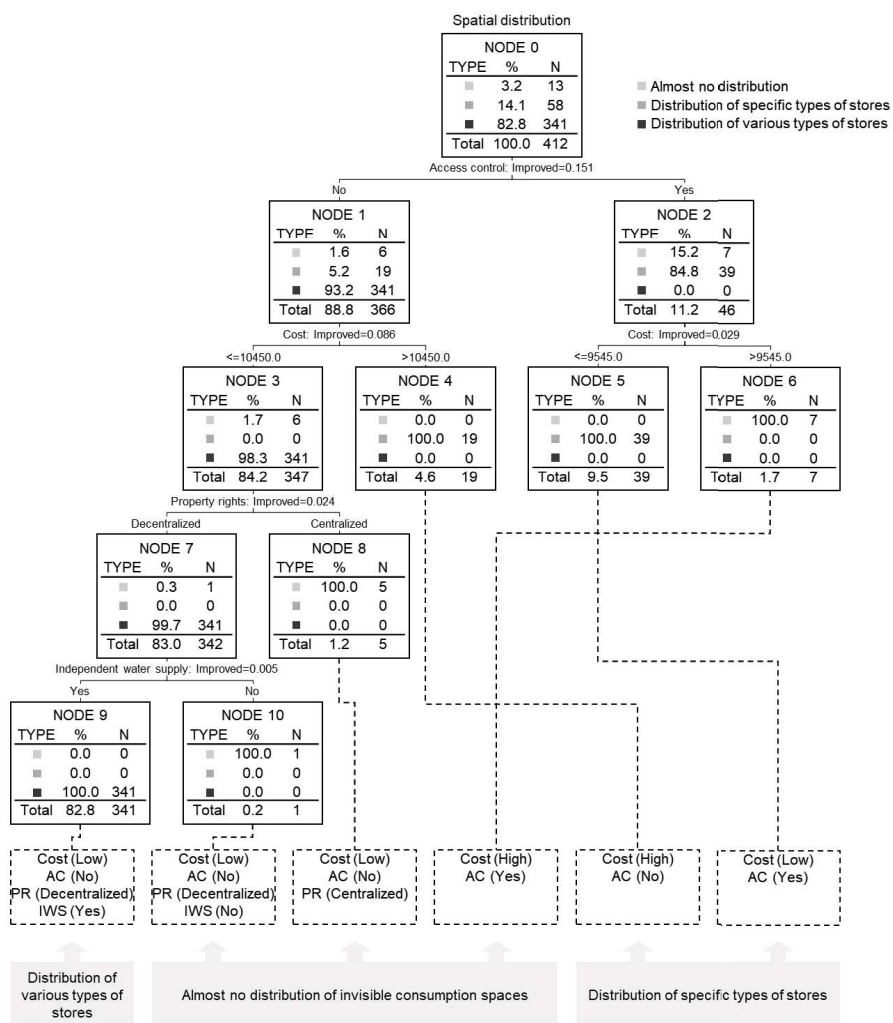 Spatial distribution
NODE 0
TYPE % N
3.2 13
14.1 58
82.8 341
Total 100.0 412
Almost no distribution
Distribution of specific types of stores
Distribution of various types of stores
Access control: Improved=0.151
No
Yes
NODE 1
TYPE % N
1.6 6
5.2 19
93.2 341
Total 88.8 366
NODE 2
TYPE % N
15.2 7
84.8 39
0.0 0
Total 11.2 46
Cost: Improved=0.086
Cost: Improved=0.029
<=10450.0
>10450.0
<=9545.0
>9545.0
NODE 3
TYPE % N
1.7 6
0.0 0
98.3 341
Total 84.2 347
NODE 4
TYPE % N
0.0 0
100.0 19
0.0 0
Total 4.6 19
NODE 5
TYPE % N
0.0 0
100.0 39
0.0 0
Total 9.5 39
NODE 6
TYPE % N
100.0 7
0.0 0
0.0 0
Total 1.7 7
Property rights: Improved=0.024
Decentralized
Centralized
NODE 7
TYPE % N
0.3 1
0.0 0
99.7 341
Total 83.0 342
NODE 8
TYPE % N
100.0 5
0.0 0
0.0 0
Total 1.2 5
Independent water supply: Improved=0.005
Yes
No
NODE 9
TYPE % N
0.0 0
0.0 0
100.0 341
Total 82.8 341
NODE 10
TYPE % N
100.0 1
0.0 0
0.0 0
Total 0.2 1
Cost (Low)
AC (No)
PR (Decentralized)
IWS (Yes)
Cost (Low)
AC (No)
PR (Decentralized)
IWS (No)
Cost (Low)
AC (No)
PR (Centralized)
Cost (High)
AC (Yes)
Cost (High)
AC (No)
Cost (Low)
AC (Yes)
Distribution of
various types of
stores
Almost no distribution of invisible consumption spaces
Distribution of specific types of stores